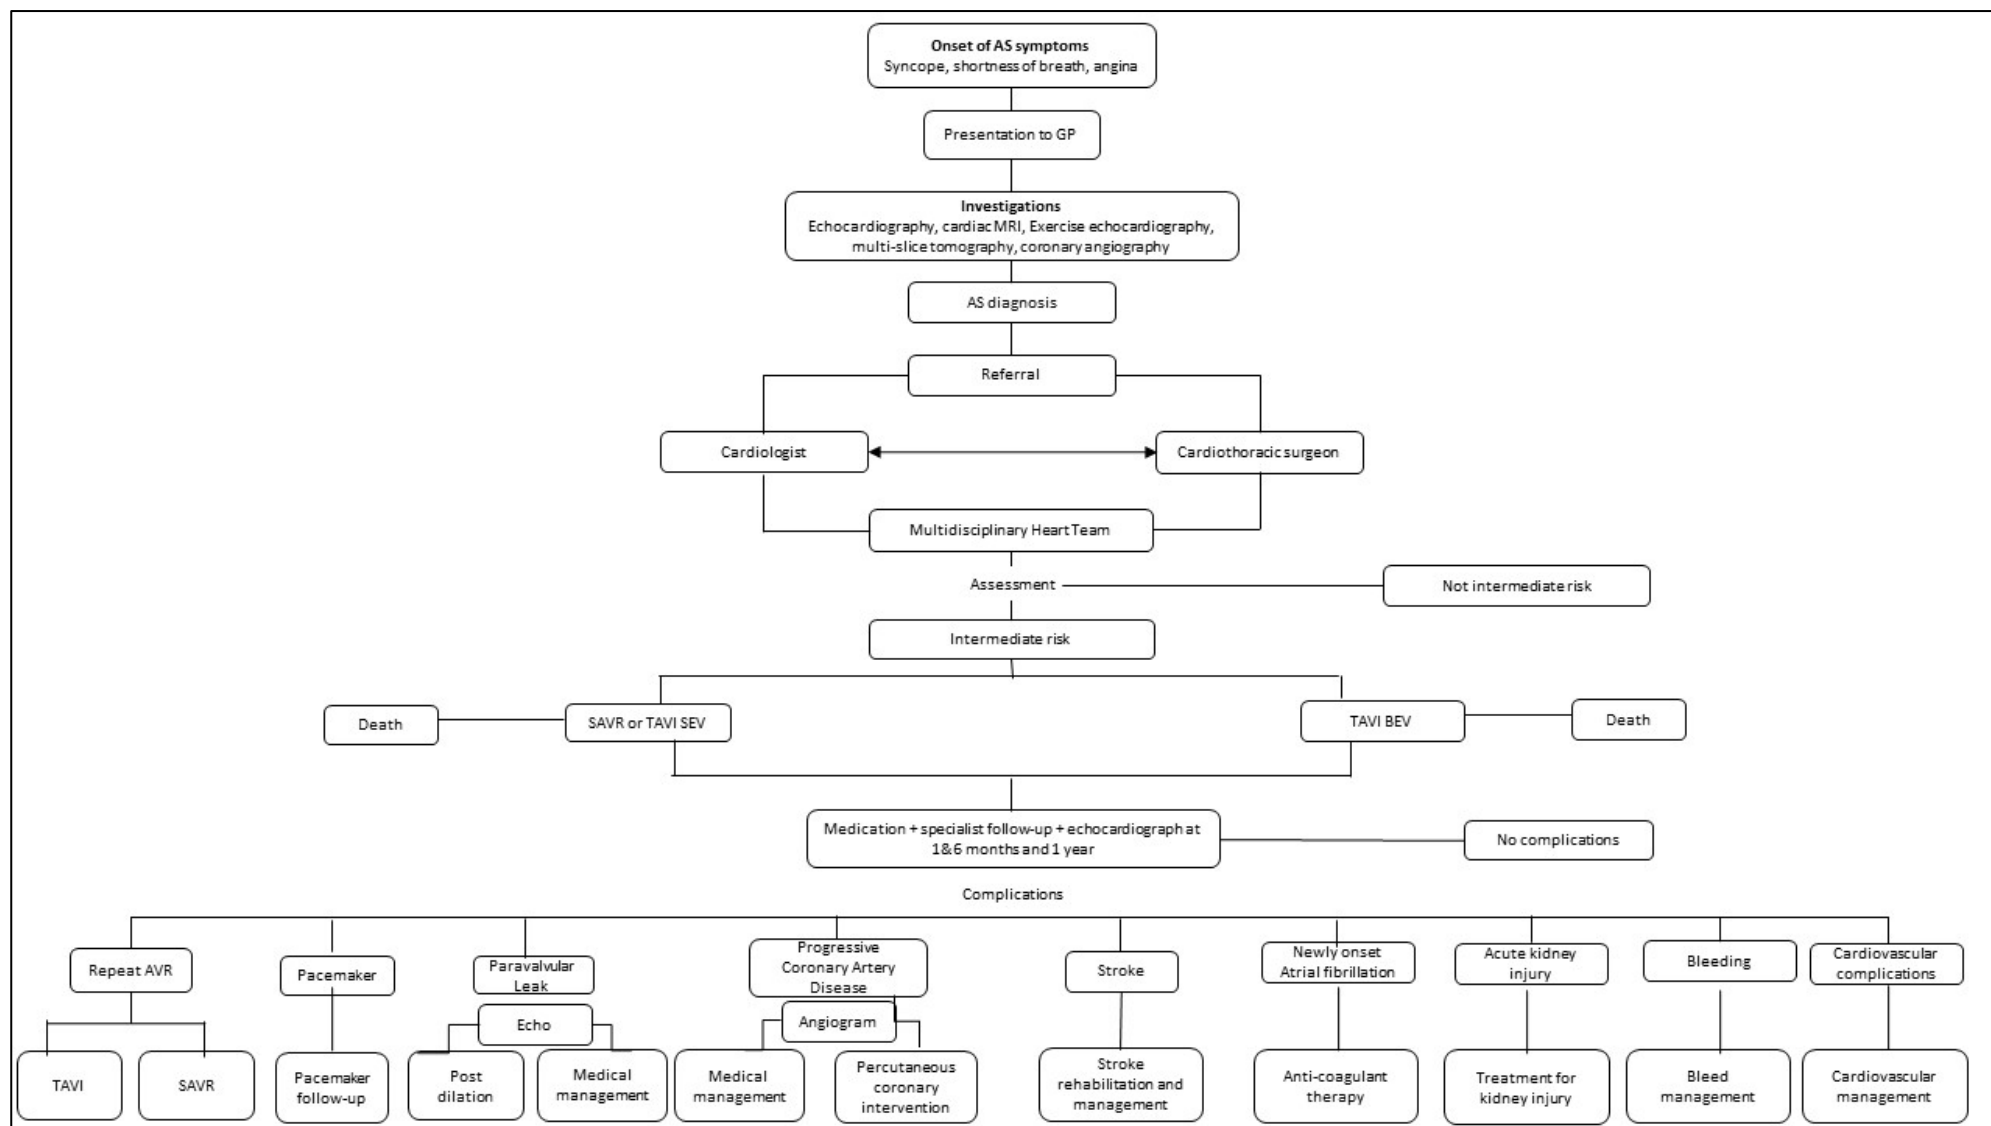 Onset of AS symptoms
Syncope, shortness of breath, angina
Presentation to GP
Investigations
Echocardiography, cardiac MRI, Exercise echocardiography,
multi-slice tomography, coronary angiography
AS diagnosis
Referral
Cardiologist
Cardiothoracic surgeon
Multidisciplinary Heart Team
Assessment
Not intermediate risk
Intermediate risk
Death
SAVR or TAVI SEV
TAVI BEV
Death
Medication + specialist follow-up + echocardiograph at
1&6 months and 1 year
No complications
Complications
Repeat AVR
Pacemaker
Paravalvular
Leak
Progressive
Coronary Artery
Disease
Stroke
Newly onset
Atrial fibrillation
Acute kidney
injury
Bleeding
Cardiovascular
complications
Echo
Angiogram
TAVI
SAVR
Pacemaker
follow-up
Post
dilation
Medical
management
Medical
management
Percutaneous
coronary
intervention
Stroke
rehabilitation and
management
Anti-coagulant
therapy
Treatment for
kidney injury
Bleed
management
Cardiovascular
management